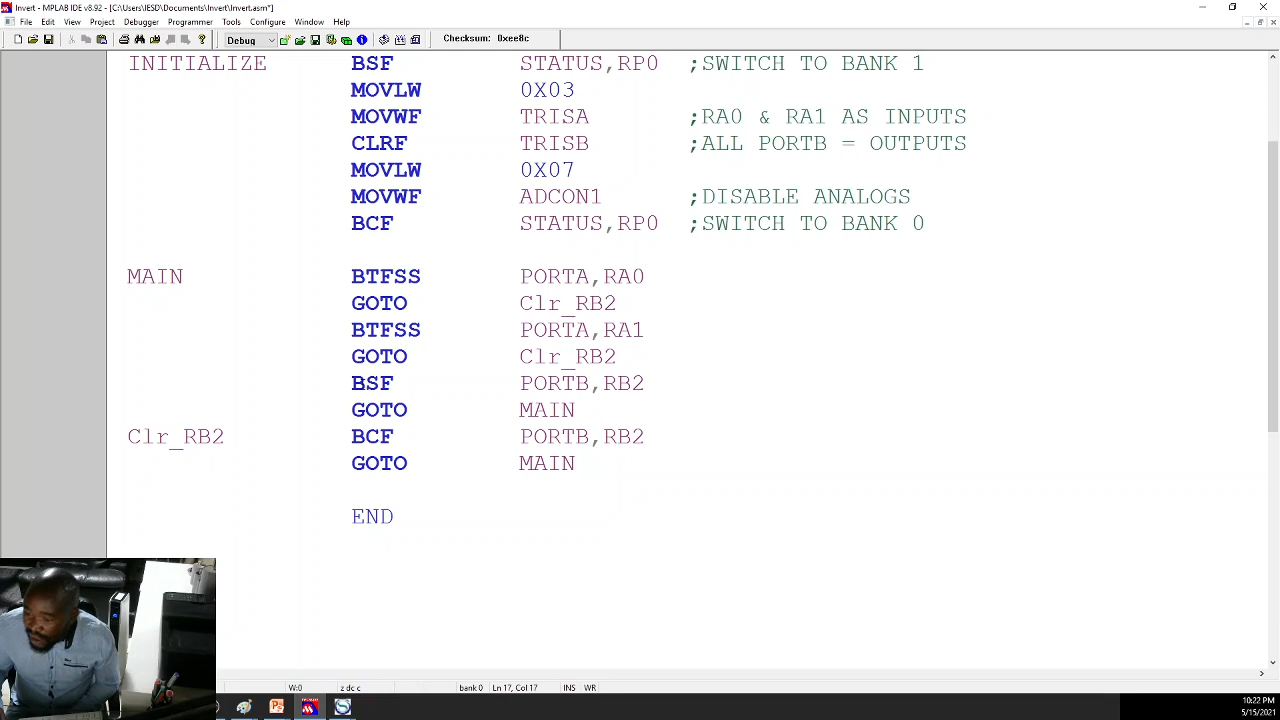 Invert - MPLAB IDE v8.92 - [C:\Users\IESD\Documents\Invert\Invert.asm*]
File Edit View Project Debugger Programmer Tools Configure Window Help
Debug Checksum: 0xee8c
INITIALIZE BSF STATUS,RP0 ;SWITCH TO BANK 1
MOVLW 0X03
MOVWF TRISA ;RA0 & RA1 AS INPUTS
CLRF TRISB ;ALL PORTB = OUTPUTS
MOVLW 0X07
MOVWF ADCON1 ;DISABLE ANALOGS
BCF STATUS,RP0 ;SWITCH TO BANK 0
MAIN BTFSS PORTA,RA0
GOTO Clr_RB2
BTFSS PORTA,RA1
GOTO Clr_RB2
BSF PORTB,RB2
GOTO MAIN
Clr_RB2 BCF PORTB,RB2
GOTO MAIN
END
W:0 z dc c bank 0 Ln 17, Col 17 INS WR
10:22 PM
5/15/2021